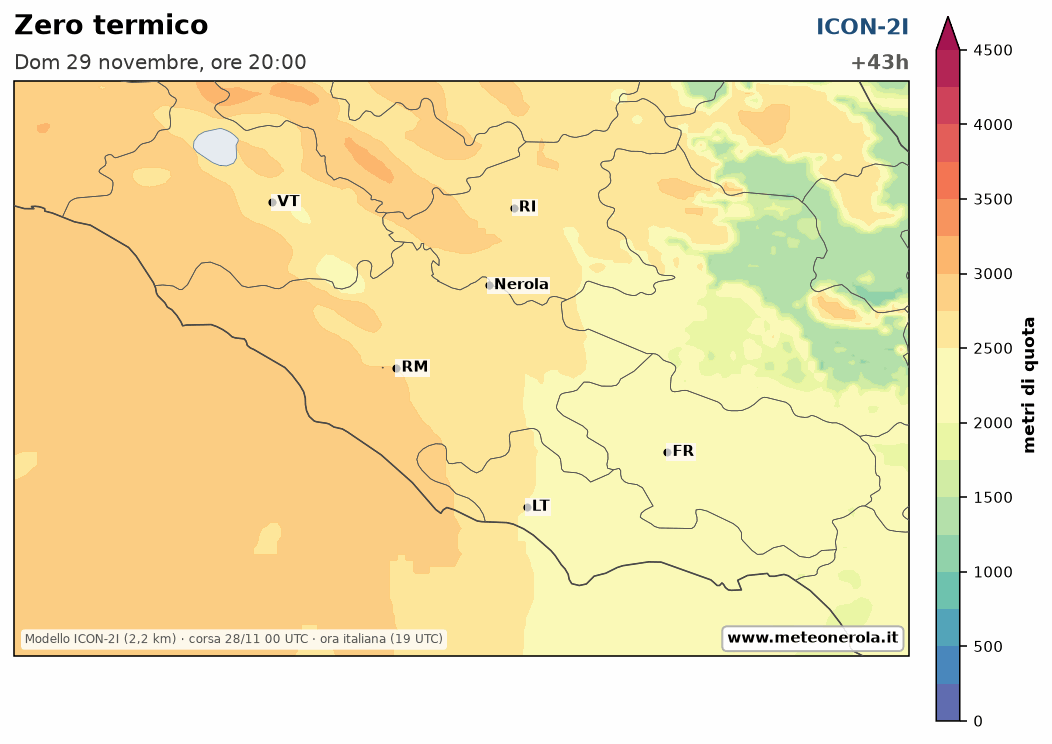 Zero termico
ICON-2I
Dom 29 novembre, ore 20:00
+43h
4500
4000
3500
3000
2500
2000
1500
1000
500
0
metri di quota
VT
RI
Nerola
RM
FR
LT
Modello ICON-2I (2,2 km) · corsa 28/11 00 UTC · ora italiana (19 UTC)
www.meteonerola.it